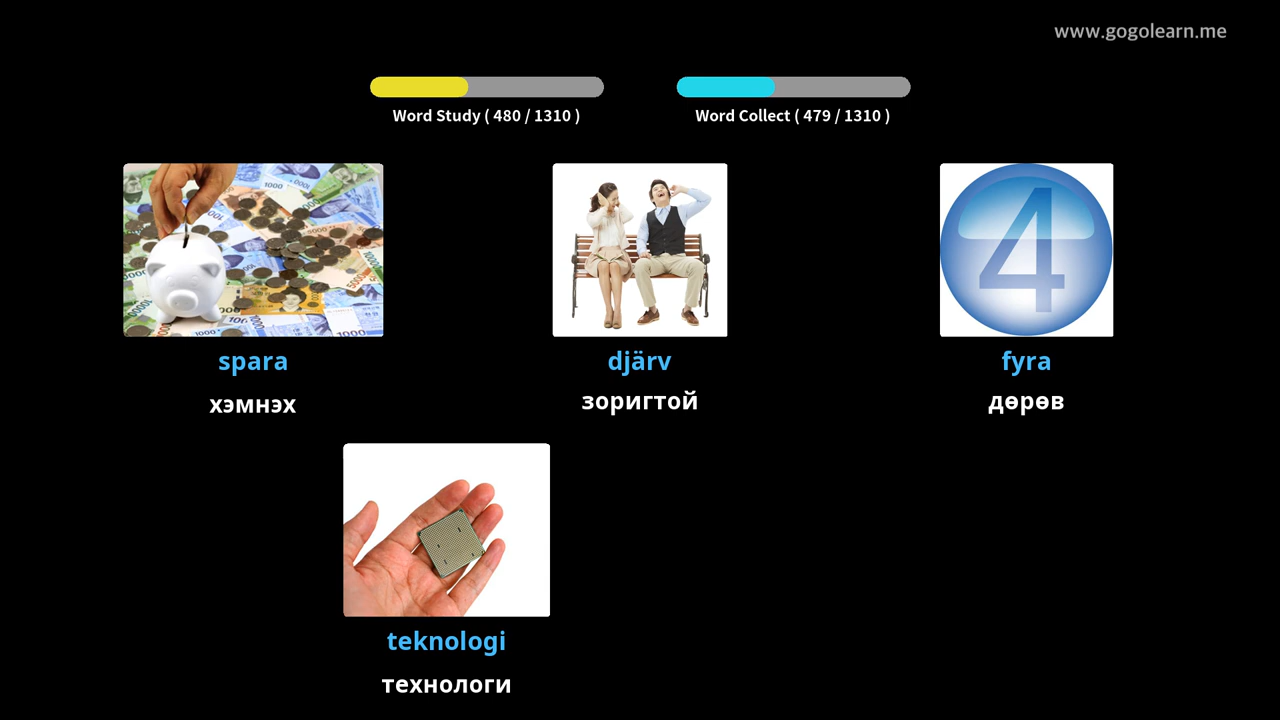 www.gogolearn.me
Word Study ( 480 / 1310 )
Word Collect ( 479 / 1310 )
4
spara
djärv
fyra
хэмнэх
зоригтой
дөрөв
teknologi
технологи